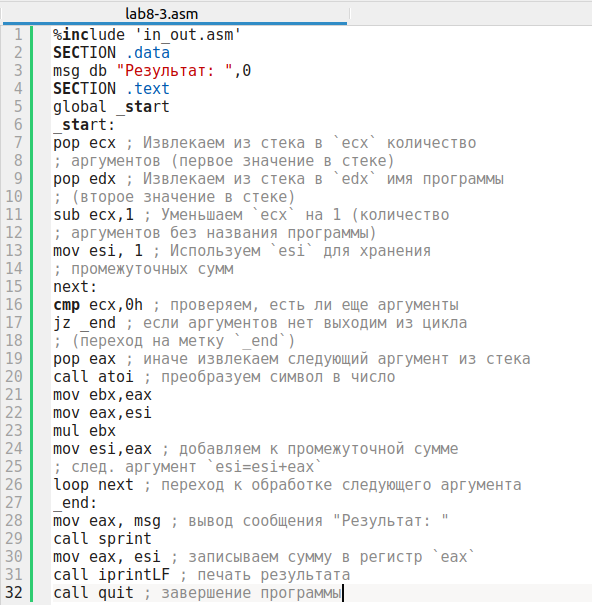 lab8-3.asm
1 %include 'in_out.asm'
2 SECTION .data
3 msg db "Результат: ",0
4 SECTION .text
5 global _start
6 _start:
7 pop ecx ; Извлекаем из стека в `ecx` количество
8 ; аргументов (первое значение в стеке)
9 pop edx ; Извлекаем из стека в `edx` имя программы
10 ; (второе значение в стеке)
11 sub ecx,1 ; Уменьшаем `ecx` на 1 (количество
12 ; аргументов без названия программы)
13 mov esi, 1 ; Используем `esi` для хранения
14 ; промежуточных сумм
15 next:
16 cmp ecx,0h ; проверяем, есть ли еще аргументы
17 jz _end ; если аргументов нет выходим из цикла
18 ; (переход на метку `_end`)
19 pop eax ; иначе извлекаем следующий аргумент из стека
20 call atoi ; преобразуем символ в число
21 mov ebx,eax
22 mov eax,esi
23 mul ebx
24 mov esi,eax ; добавляем к промежуточной сумме
25 ; след. аргумент `esi=esi+eax`
26 loop next ; переход к обработке следующего аргумента
27 _end:
28 mov eax, msg ; вывод сообщения "Результат: "
29 call sprint
30 mov eax, esi ; записываем сумму в регистр `eax`
31 call iprintLF ; печать результата
32 call quit ; завершение программы